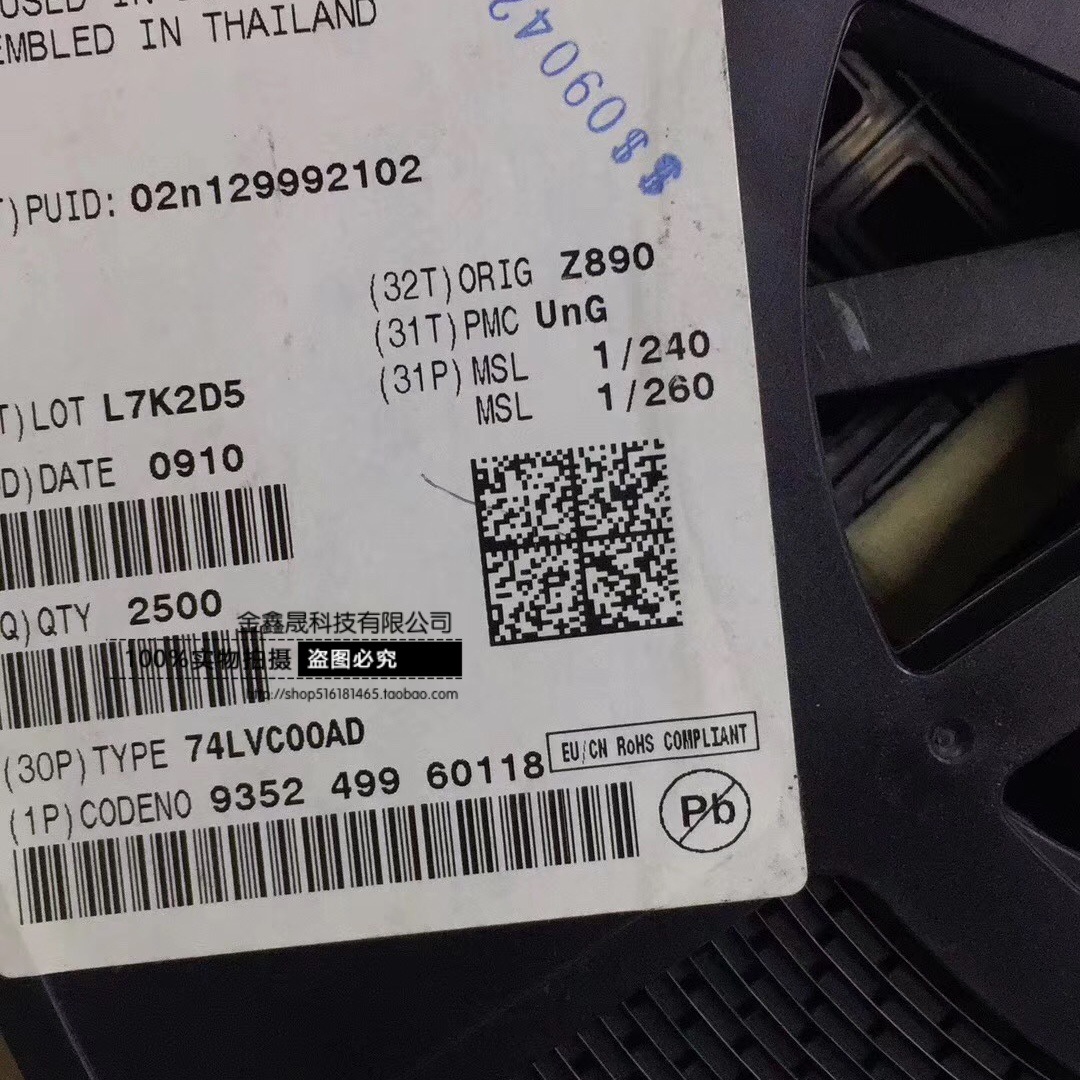 EMBLED IN THAILAND
$$09042
T)PUID: 02n129992102
(32T)ORIG Z890
(31T)PMC UnG
(31P)MSL 1/240
MSL 1/260
T)LOT L7K2D5
D)DATE 0910
Q)QTY 2500
金鑫晟科技有限公司
100%实物拍摄 盗图必究
http://shop516181465.taobao.com
(30P)TYPE 74LVC00AD
EU/CN RoHS COMPLIANT
(1P)CODENO 9352 499 60118
Pb